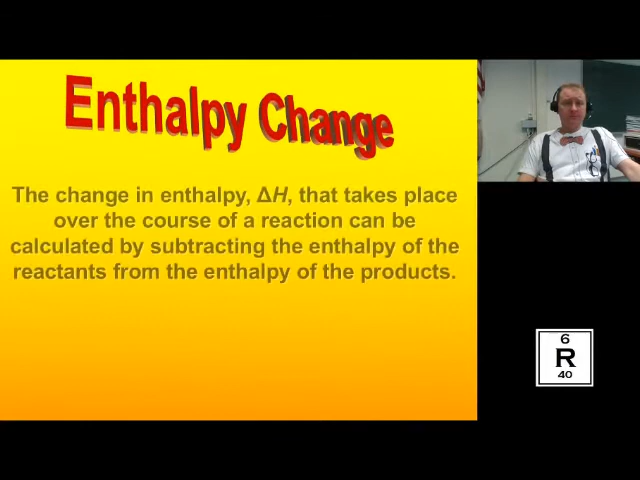 Enthalpy Change
The change in enthalpy, ΔH, that takes place
over the course of a reaction can be
calculated by subtracting the enthalpy of the
reactants from the enthalpy of the products.
6
R
40